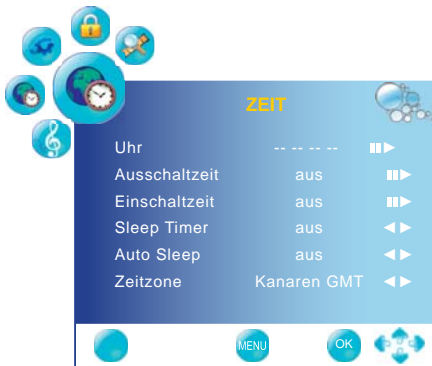 ZEIT
Uhr -- -- -- --
Ausschaltzeit aus
Einschaltzeit aus
Sleep Timer aus
Auto Sleep aus
Zeitzone Kanaren GMT
MENU OK